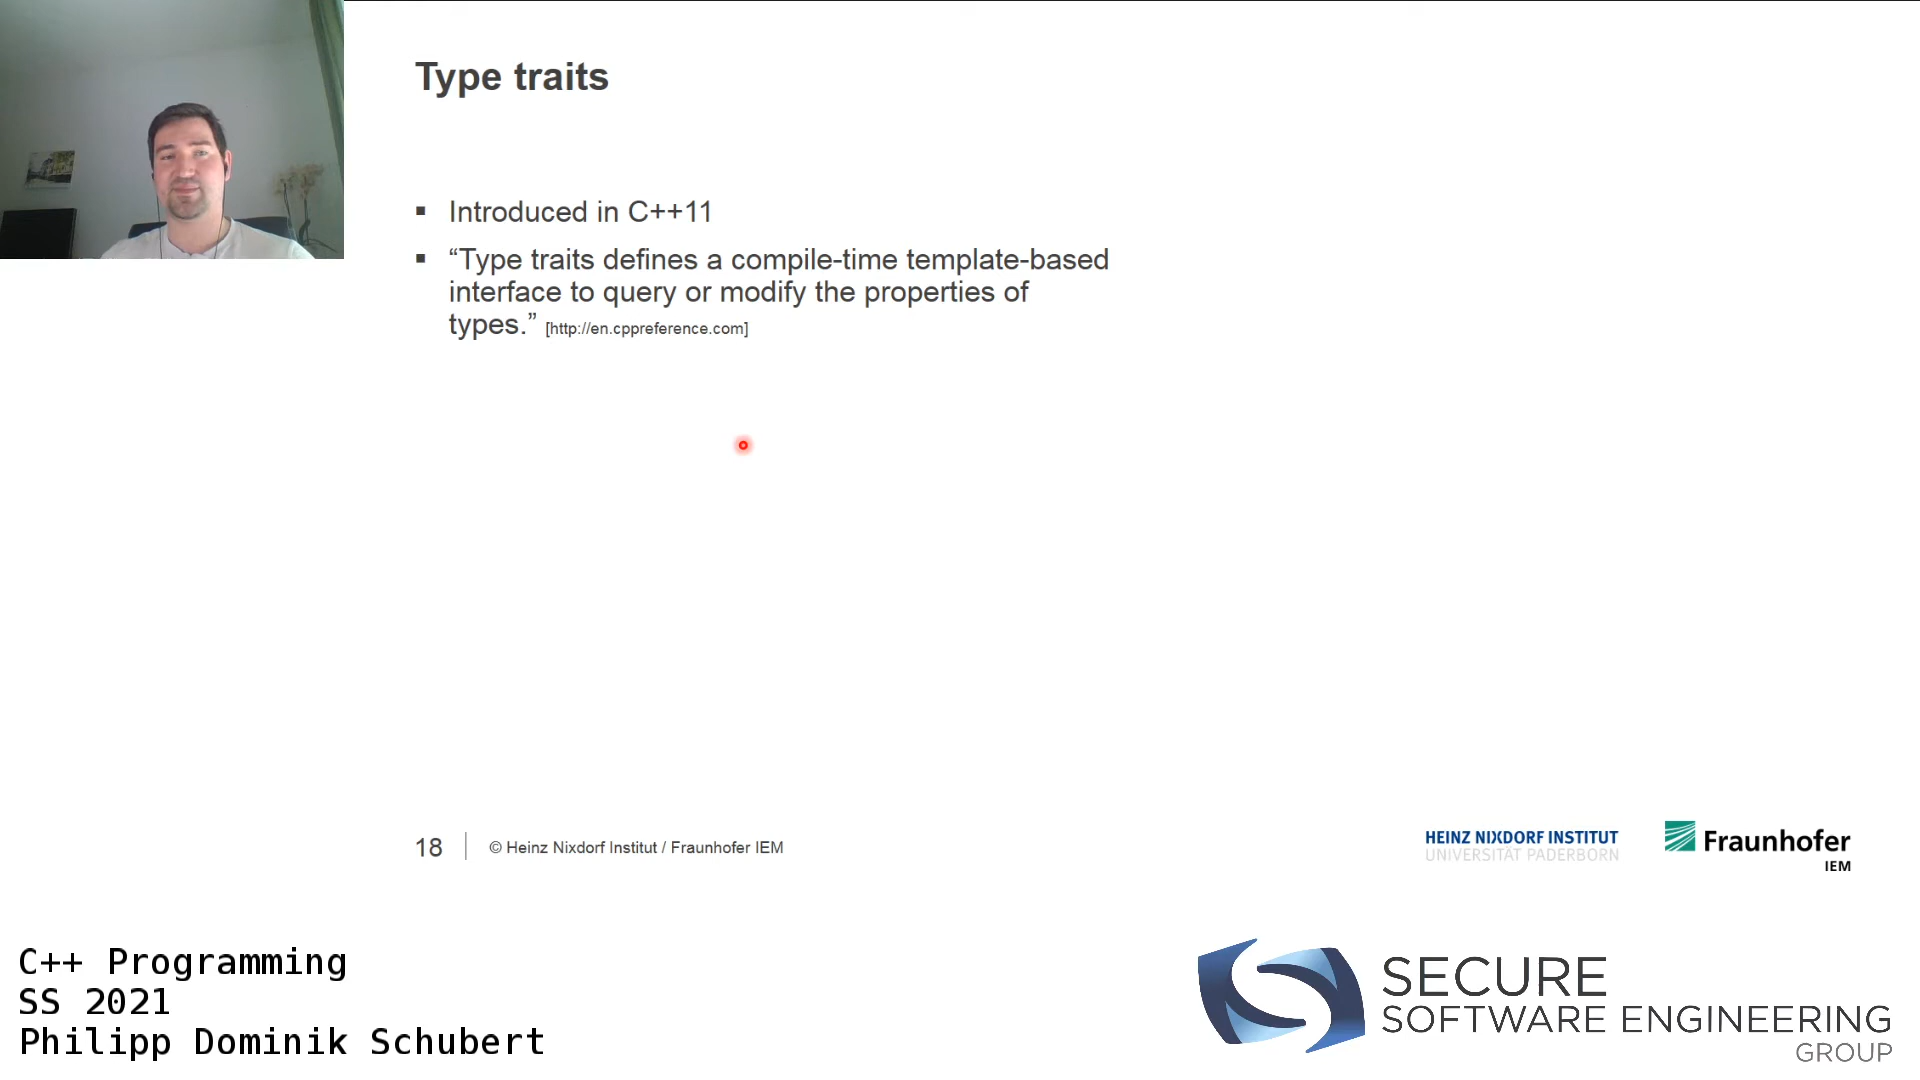 Type traits
▪ Introduced in C++11
▪ “Type traits defines a compile-time template-based
interface to query or modify the properties of
types.” [http://en.cppreference.com]
18 © Heinz Nixdorf Institut / Fraunhofer IEM
HEINZ NIXDORF INSTITUT
UNIVERSITÄT PADERBORN
Fraunhofer
IEM
C++ Programming
SS 2021
Philipp Dominik Schubert
SECURE
SOFTWARE ENGINEERING
GROUP